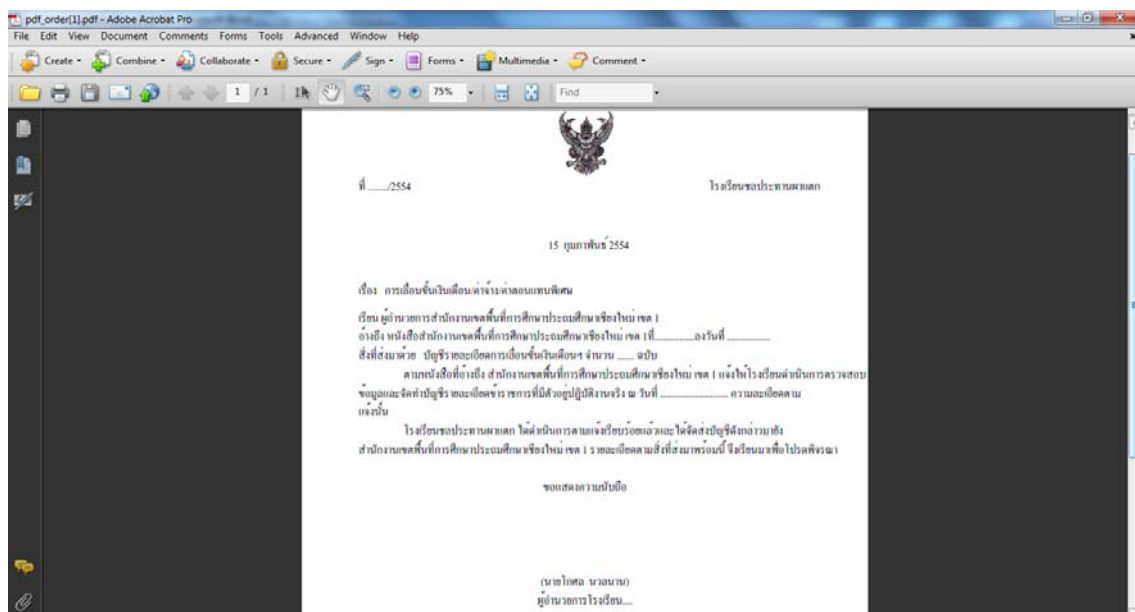 pdf_order[1].pdf - Adobe Acrobat Pro
File Edit View Document Comments Forms Tools Advanced Window Help
Create Combine Collaborate Secure Sign Forms Multimedia Comment
1 / 1 75% Find
ที่ ......./2554 โรงเรียนชลประทานผาแตก
15 กุมภาพันธ์ 2554
เรื่อง การเลื่อนขั้นเงินเดือน/ค่าจ้าง/ค่าตอบแทนพิเศษ
เรียน ผู้อำนวยการสำนักงานเขตพื้นที่การศึกษาประถมศึกษาเชียงใหม่ เขต 1
อ้างถึง หนังสือสำนักงานเขตพื้นที่การศึกษาประถมศึกษาเชียงใหม่ เขต 1ที่...............ลงวันที่ ................
สิ่งที่ส่งมาด้วย บัญชีรายละเอียดการเลื่อนขั้นเงินเดือนฯ จำนวน ....... ฉบับ
ตามหนังสือที่อ้างถึง สำนักงานเขตพื้นที่การศึกษาประถมศึกษาเชียงใหม่ เขต 1 แจ้งให้โรงเรียนดำเนินการตรวจสอบ
ข้อมูลและจัดทำบัญชีรายละเอียดข้าราชการที่มีตัวอยู่ปฏิบัติงานจริง ณ วันที่ .......................... ความละเอียดตาม
แจ้งนั้น
โรงเรียนชลประทานผาแตก ได้ดำเนินการตามแจ้งเรียบร้อยแล้วและได้จัดส่งบัญชีดังกล่าวมายัง
สำนักงานเขตพื้นที่การศึกษาประถมศึกษาเชียงใหม่ เขต 1 รายละเอียดตามสิ่งที่ส่งมาพร้อมนี้ จึงเรียนมาเพื่อโปรดพิจรณา
ขอแสดงความนับถือ
(นายโกศล นวลนาน)
ผู้อำนวยการโรงเรียน....